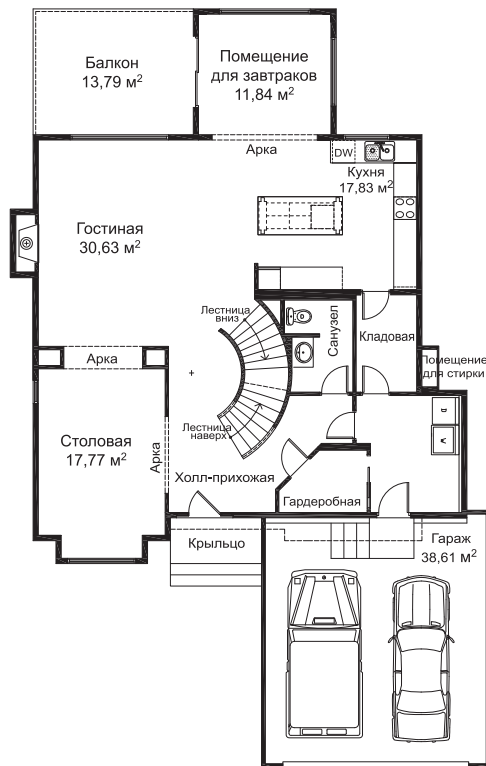 Балкон
13,79 м²
Помещение
для завтраков
11,84 м²
Арка
DW
Кухня
17,83 м²
Гостиная
30,63 м²
Лестница
вниз
Санузел
Кладовая
Арка
Помещение
для стирки
Столовая
17,77 м²
Арка
Лестница
наверх
D
W
Холл-прихожая
Гардеробная
Крыльцо
Гараж
38,61 м²